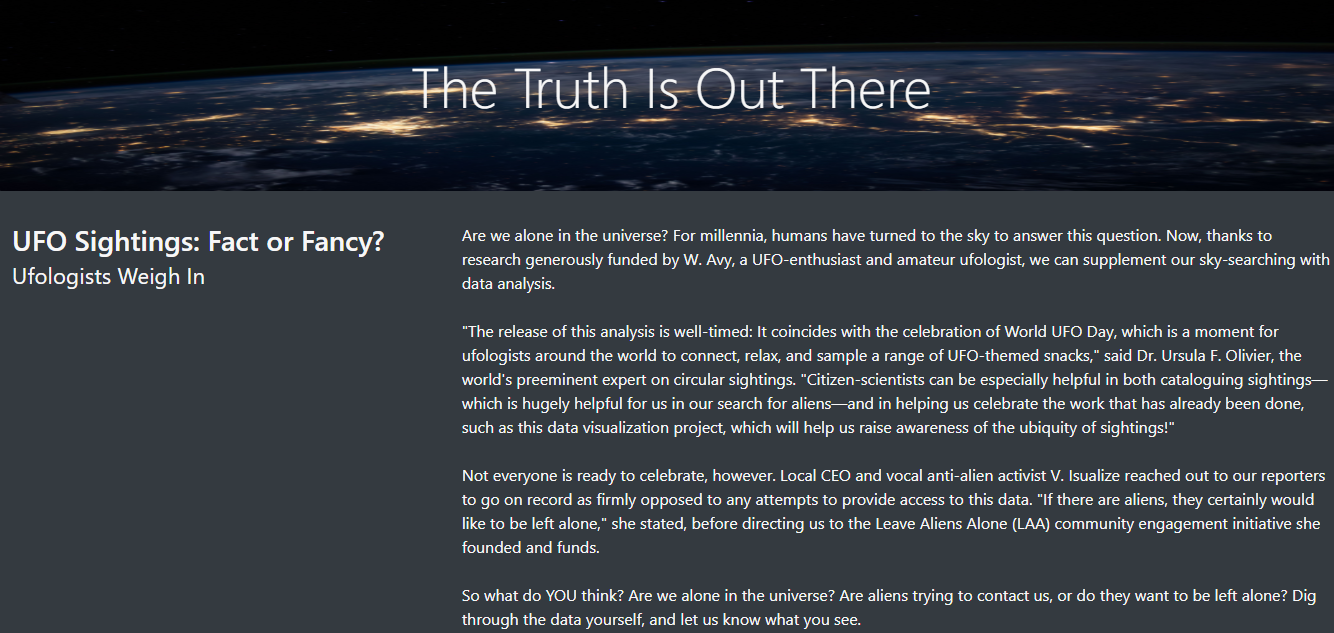 The Truth Is Out There
UFO Sightings: Fact or Fancy?
Ufologists Weigh In
Are we alone in the universe? For millennia, humans have turned to the sky to answer this question. Now, thanks to
research generously funded by W. Avy, a UFO-enthusiast and amateur ufologist, we can supplement our sky-searching with
data analysis.
"The release of this analysis is well-timed: It coincides with the celebration of World UFO Day, which is a moment for
ufologists around the world to connect, relax, and sample a range of UFO-themed snacks," said Dr. Ursula F. Olivier, the
world's preeminent expert on circular sightings. "Citizen-scientists can be especially helpful in both cataloguing sightings—
which is hugely helpful for us in our search for aliens—and in helping us celebrate the work that has already been done,
such as this data visualization project, which will help us raise awareness of the ubiquity of sightings!"
Not everyone is ready to celebrate, however. Local CEO and vocal anti-alien activist V. Isualize reached out to our reporters
to go on record as firmly opposed to any attempts to provide access to this data. "If there are aliens, they certainly would
like to be left alone," she stated, before directing us to the Leave Aliens Alone (LAA) community engagement initiative she
founded and funds.
So what do YOU think? Are we alone in the universe? Are aliens trying to contact us, or do they want to be left alone? Dig
through the data yourself, and let us know what you see.